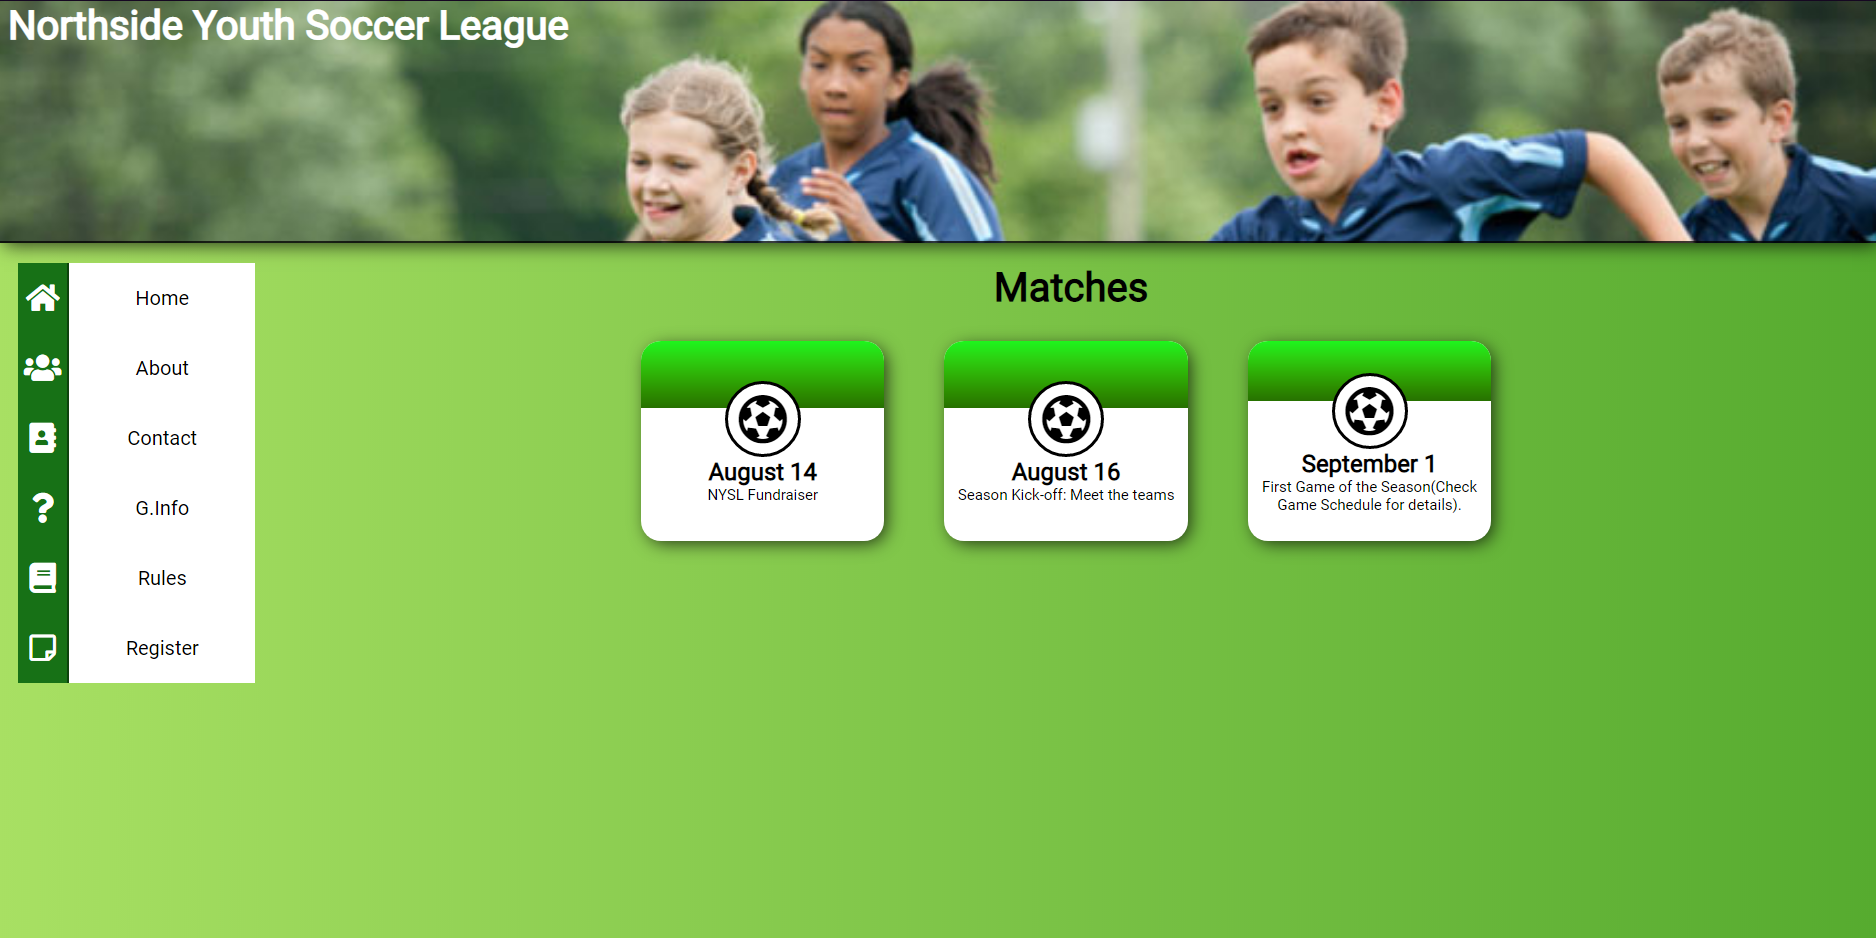 Northside Youth Soccer League
Home
About
Contact
G.Info
Rules
Register
Matches
August 14
NYSL Fundraiser
August 16
Season Kick-off: Meet the teams
September 1
First Game of the Season(Check
Game Schedule for details).